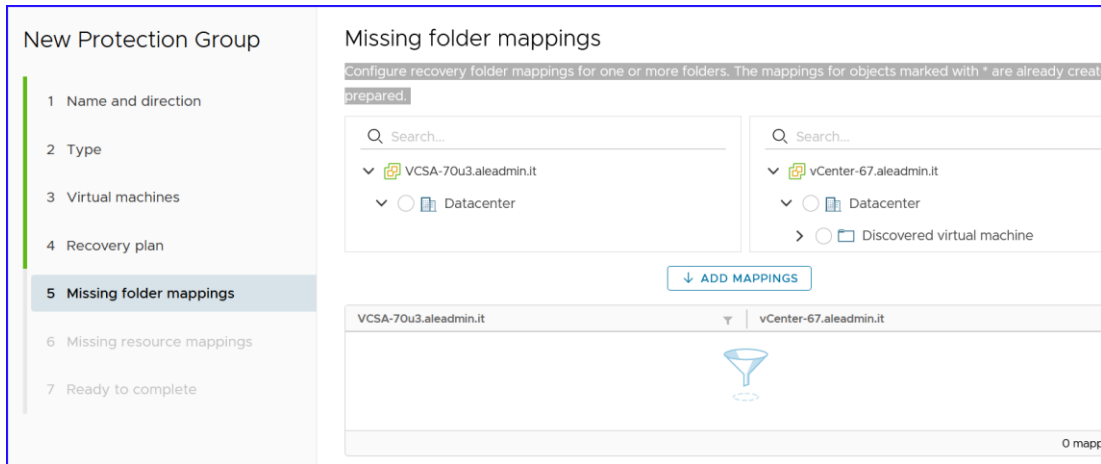 New Protection Group
1 Name and direction
2 Type
3 Virtual machines
4 Recovery plan
5 Missing folder mappings
6 Missing resource mappings
7 Ready to complete
Missing folder mappings
Configure recovery folder mappings for one or more folders. The mappings for objects marked with * are already creat
prepared.
Search...
VCSA-70u3.aleadmin.it
Datacenter
Search...
vCenter-67.aleadmin.it
Datacenter
Discovered virtual machine
ADD MAPPINGS
VCSA-70u3.aleadmin.it
vCenter-67.aleadmin.it
0 mapp